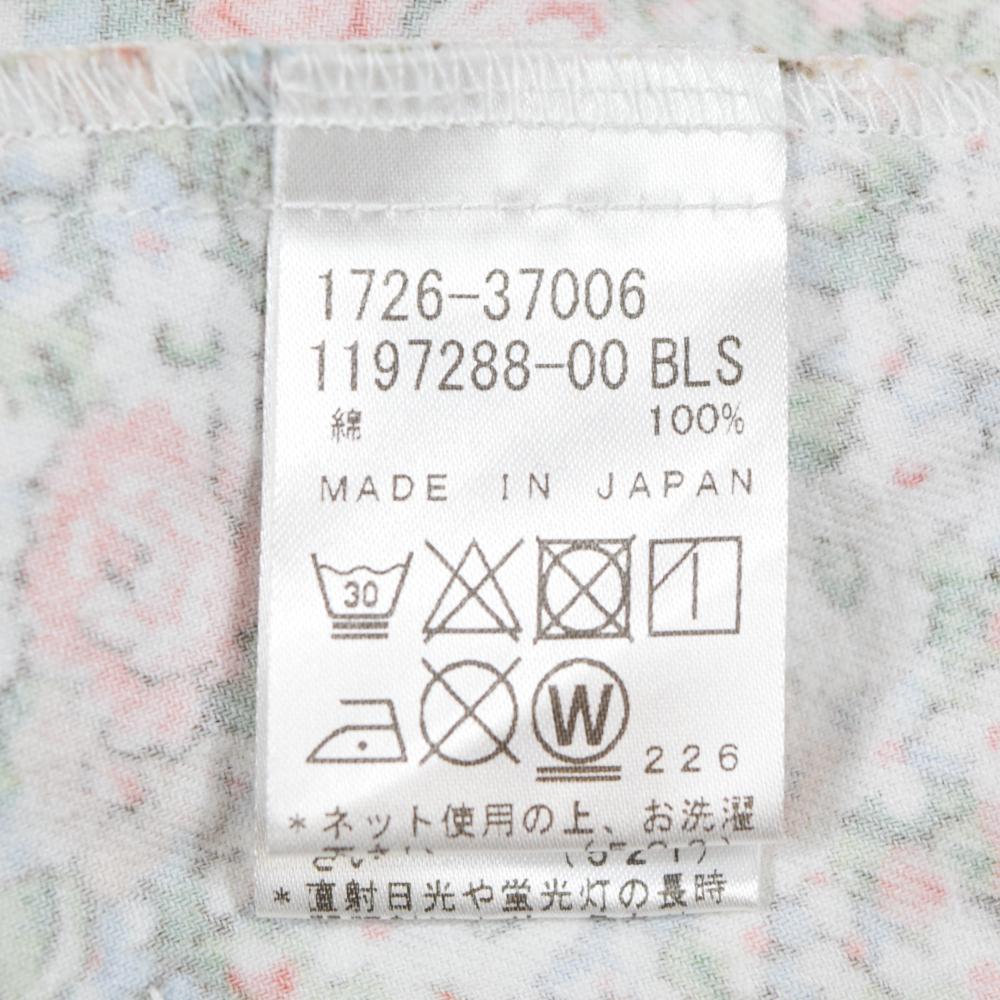 1726-37006
1197288-00 BLS
綿 100%
MADE IN JAPAN
30
W 226
*ネット使用の上、お洗濯
*直射日光や蛍光灯の長時